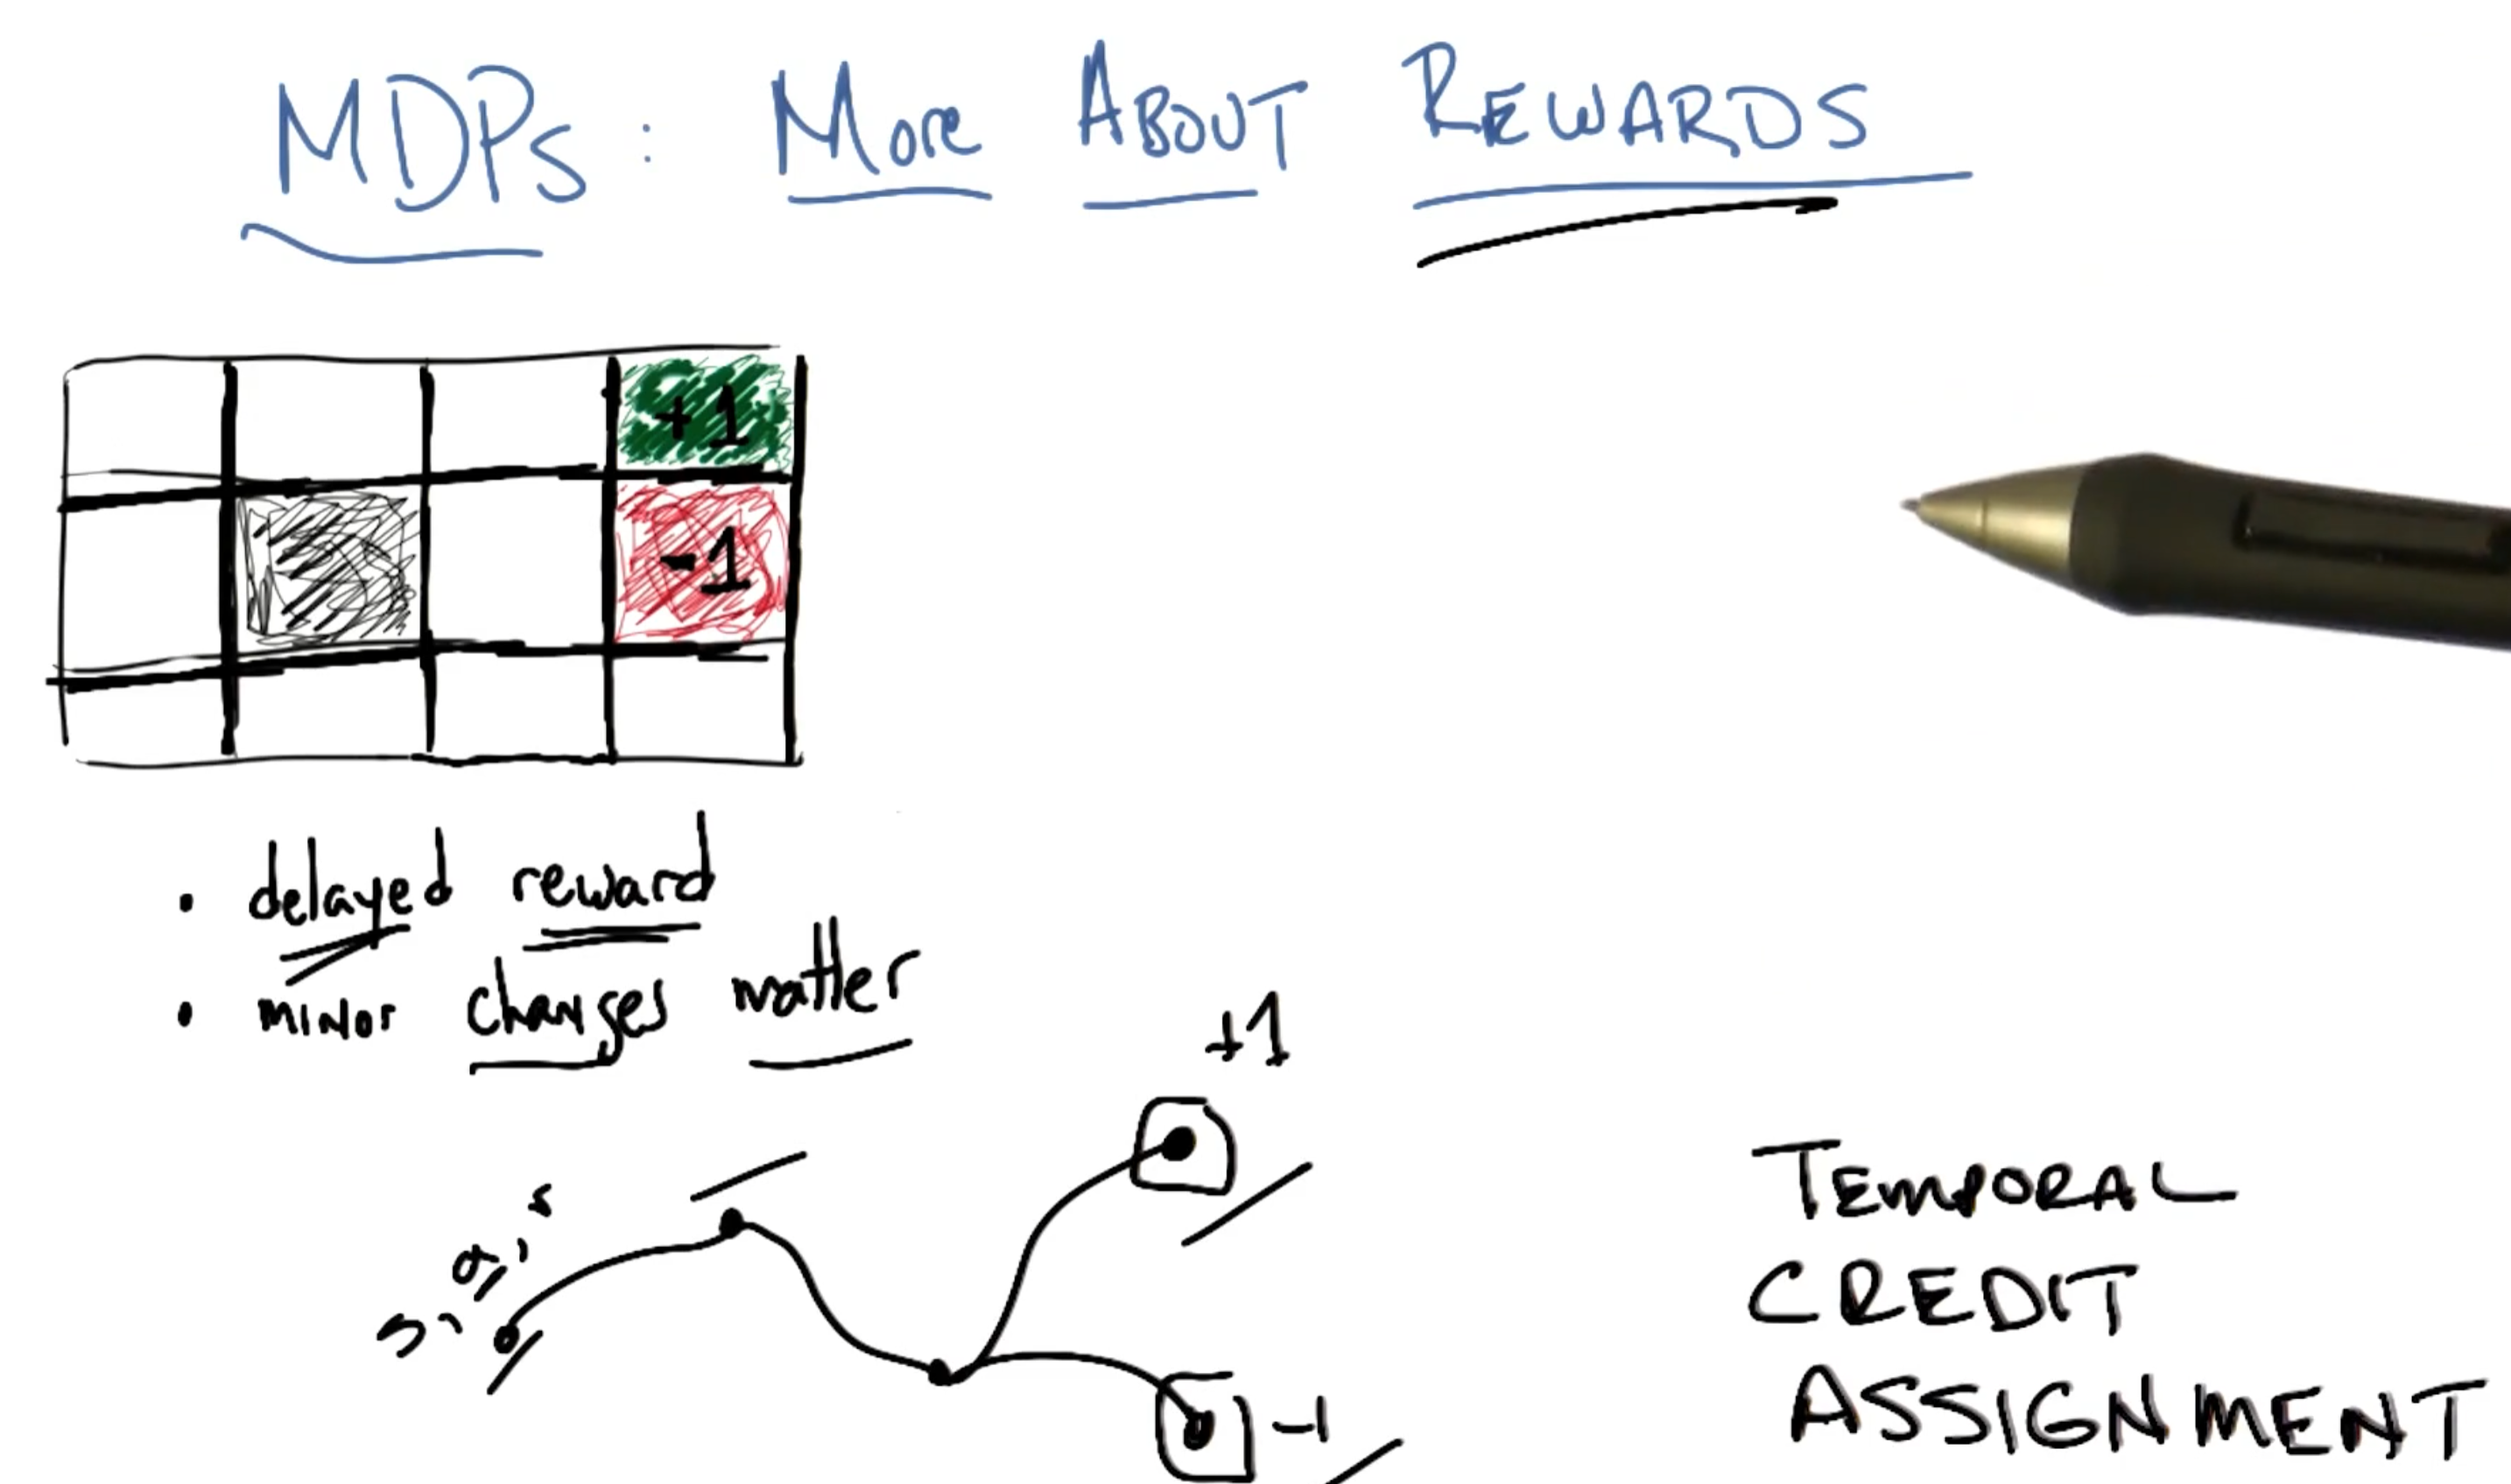 MDPs: More About Rewards
+1
-1
• delayed reward
• minor changes matter
+1
s, a, s
-1
TEMPORAL
CREDIT
ASSIGNMENT